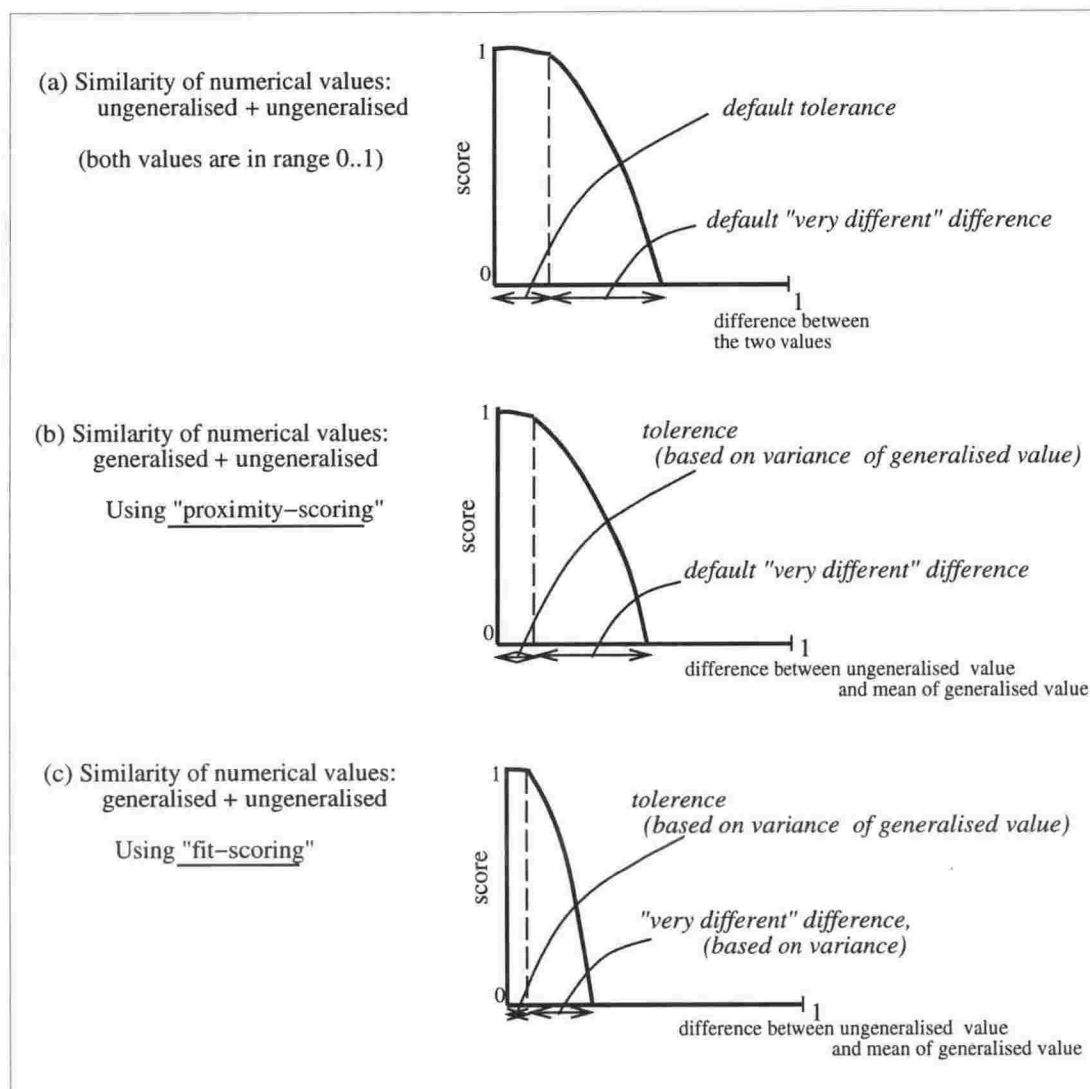 (a) Similarity of numerical values:
ungeneralised + ungeneralised
(both values are in range 0..1)
1
score
0
default tolerance
default "very different" difference
1
difference between
the two values
(b) Similarity of numerical values:
generalised + ungeneralised
Using "proximity-scoring"
1
score
0
tolerence
(based on variance of generalised value)
default "very different" difference
1
difference between ungeneralised value
and mean of generalised value
(c) Similarity of numerical values:
generalised + ungeneralised
Using "fit-scoring"
1
score
0
tolerence
(based on variance of generalised value)
"very different" difference,
(based on variance)
1
difference between ungeneralised value
and mean of generalised value